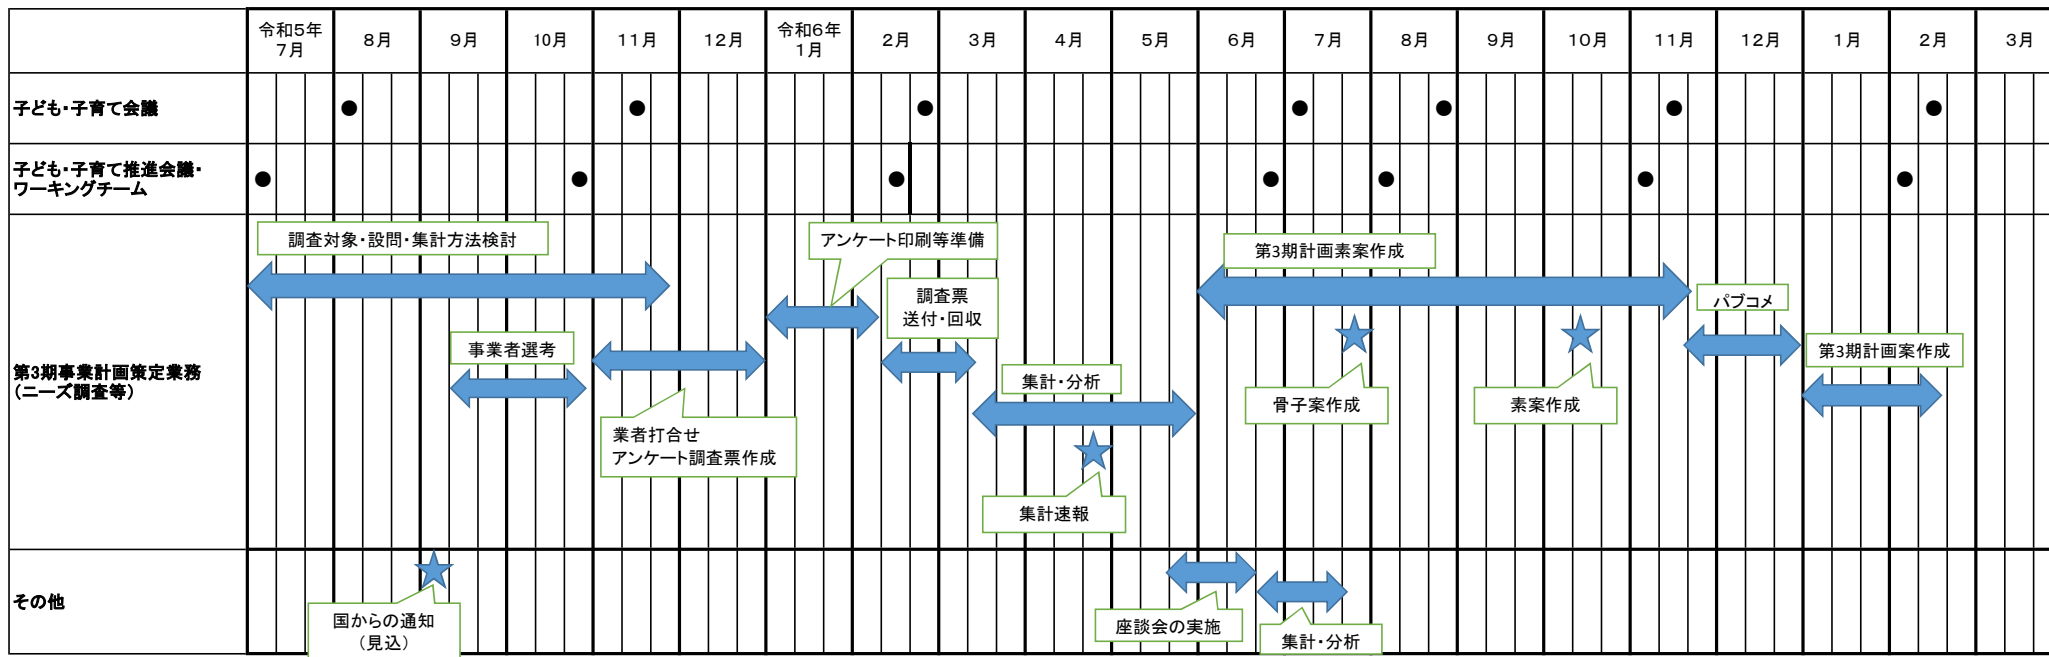 令和5年
7月
8月
9月
10月
11月
12月
令和6年
1月
2月
3月
4月
5月
6月
7月
8月
9月
10月
11月
12月
1月
2月
3月
子ども・子育て会議
子ども・子育て推進会議・
ワーキングチーム
第3期事業計画策定業務
（ニーズ調査等）
調査対象・設問・集計方法検討
事業者選考
業者打合せ
アンケート調査票作成
アンケート印刷等準備
調査票
送付・回収
集計・分析
集計速報
第3期計画素案作成
骨子案作成
素案作成
パブコメ
第3期計画案作成
その他
国からの通知
（見込）
座談会の実施
集計・分析